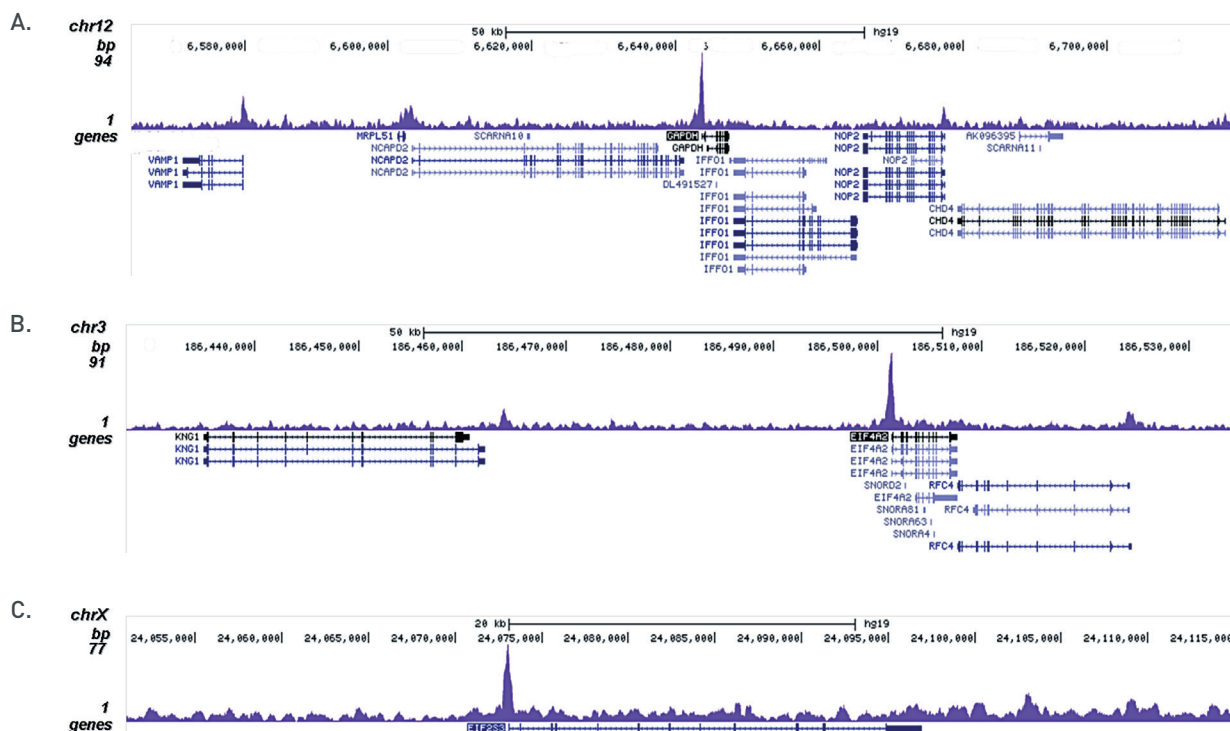 A.
chr12
50 kb hg19
bp
6,580,000 6,600,000 6,620,000 6,640,000 6,660,000 6,680,000 6,700,000
94
1
genes
MRPL51 SCARNA10 GAPDH NOP2 AK096395
NCAPD2 GAPDH NOP2 SCARNA11
VAMP1 NCAPD2 IFFO1 NOP2
VAMP1 NCAPD2 IFFO1 NOP2
VAMP1 DL491527 NOP2
IFFO1 NOP2
IFFO1 CHD4
IFFO1 CHD4
IFFO1 CHD4
IFFO1
IFFO1
IFFO1
B.
chr3
50 kb hg19
bp
186,440,000 186,450,000 186,460,000 186,470,000 186,480,000 186,490,000 186,500,000 186,510,000 186,520,000 186,530,000
91
1
genes
KNG1 EIF4A2
KNG1 EIF4A2
KNG1 EIF4A2
EIF4A2
SNORD2 RFC4
EIF4A2
SNORA81 RFC4
SNORA63
SNORA4
RFC4
C.
chrX
20 kb hg19
bp
24,055,000 24,060,000 24,065,000 24,070,000 24,075,000 24,080,000 24,085,000 24,090,000 24,095,000 24,100,000 24,105,000 24,110,000 24,115,000
77
1
genes
EIF2S3